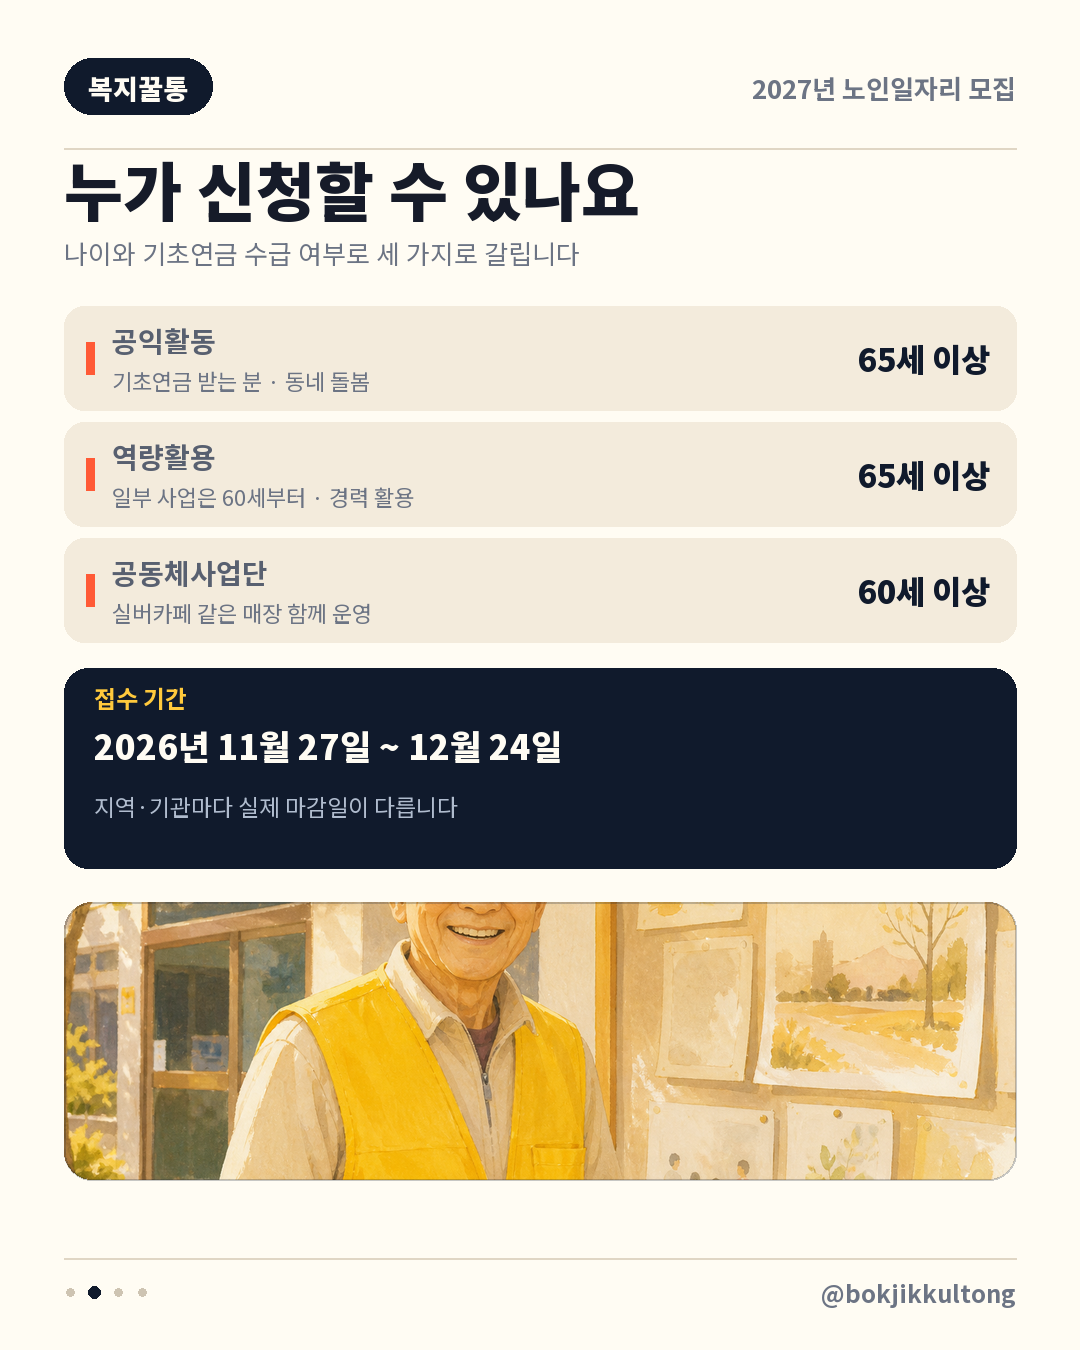 복지꿀통
2027년 노인일자리 모집
누가 신청할 수 있나요
나이와 기초연금 수급 여부로 세 가지로 갈립니다
공익활동
기초연금 받는 분 · 동네 돌봄
65세 이상
역량활용
일부 사업은 60세부터 · 경력 활용
65세 이상
공동체사업단
실버카페 같은 매장 함께 운영
60세 이상
접수 기간
2026년 11월 27일 ~ 12월 24일
지역·기관마다 실제 마감일이 다릅니다
@bokjikkultong